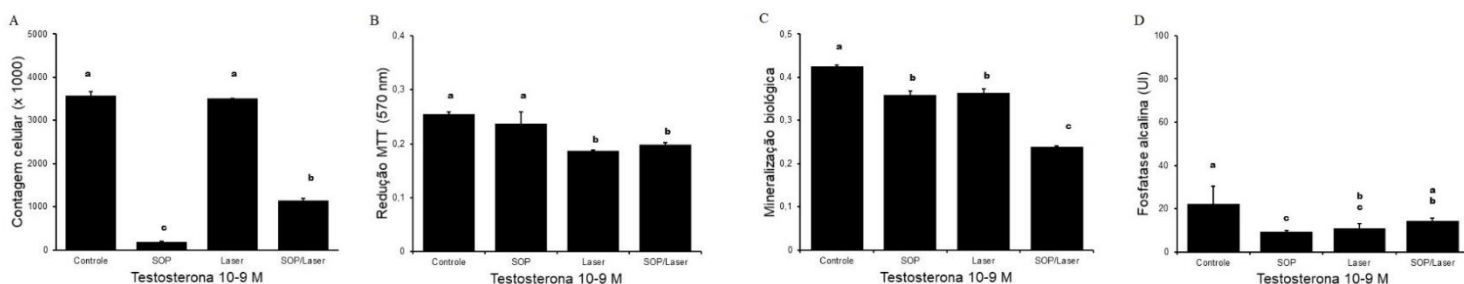 A
Contagem celular (x 1000)
5000
4000
3000
2000
1000
0
a
c
a
b
Controle SOP Laser SOP/Laser
Testosterona 10-9 M
B
Redução MTT (570 nm)
0,4
0,3
0,2
0,1
0
a
a
b
b
Controle SOP Laser SOP/Laser
Testosterona 10-9 M
C
Mineralização biológica
0,5
0,4
0,3
0,2
0,1
0
a
b
b
c
Controle SOP Laser SOP/Laser
Testosterona 10-9 M
D
Fosfatase alcalina (UI)
100
80
60
40
20
0
a
c
b
c
a
b
Controle SOP Laser SOP/Laser
Testosterona 10-9 M